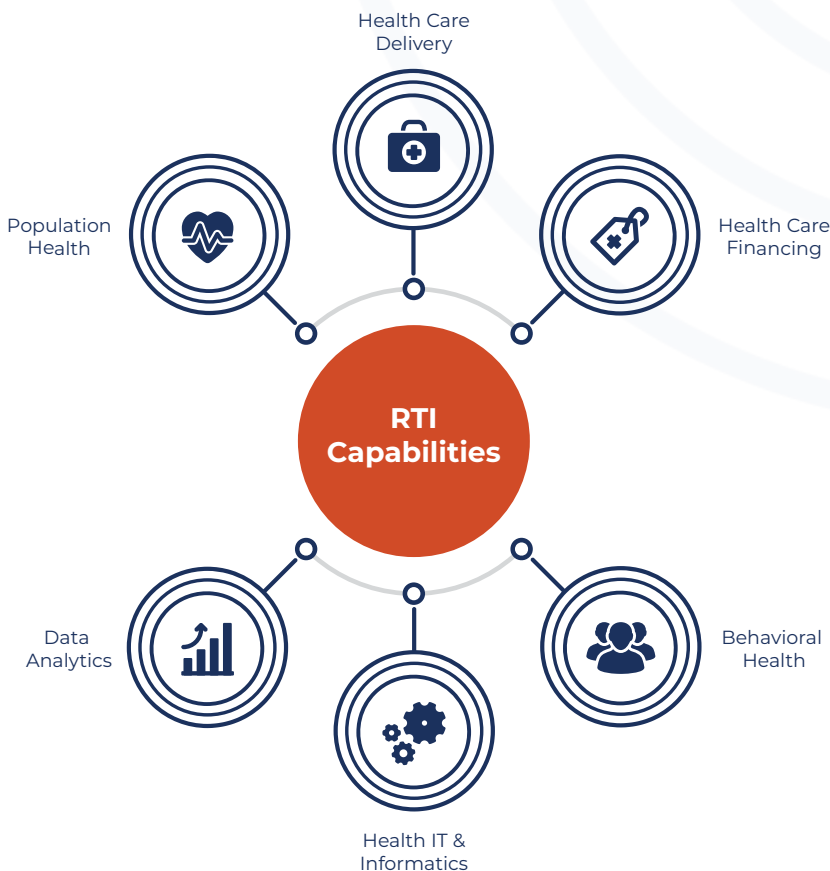 Health Care
Delivery
Population
Health
Health Care
Financing
RTI
Capabilities
Data
Analytics
Behavioral
Health
Health IT &
Informatics